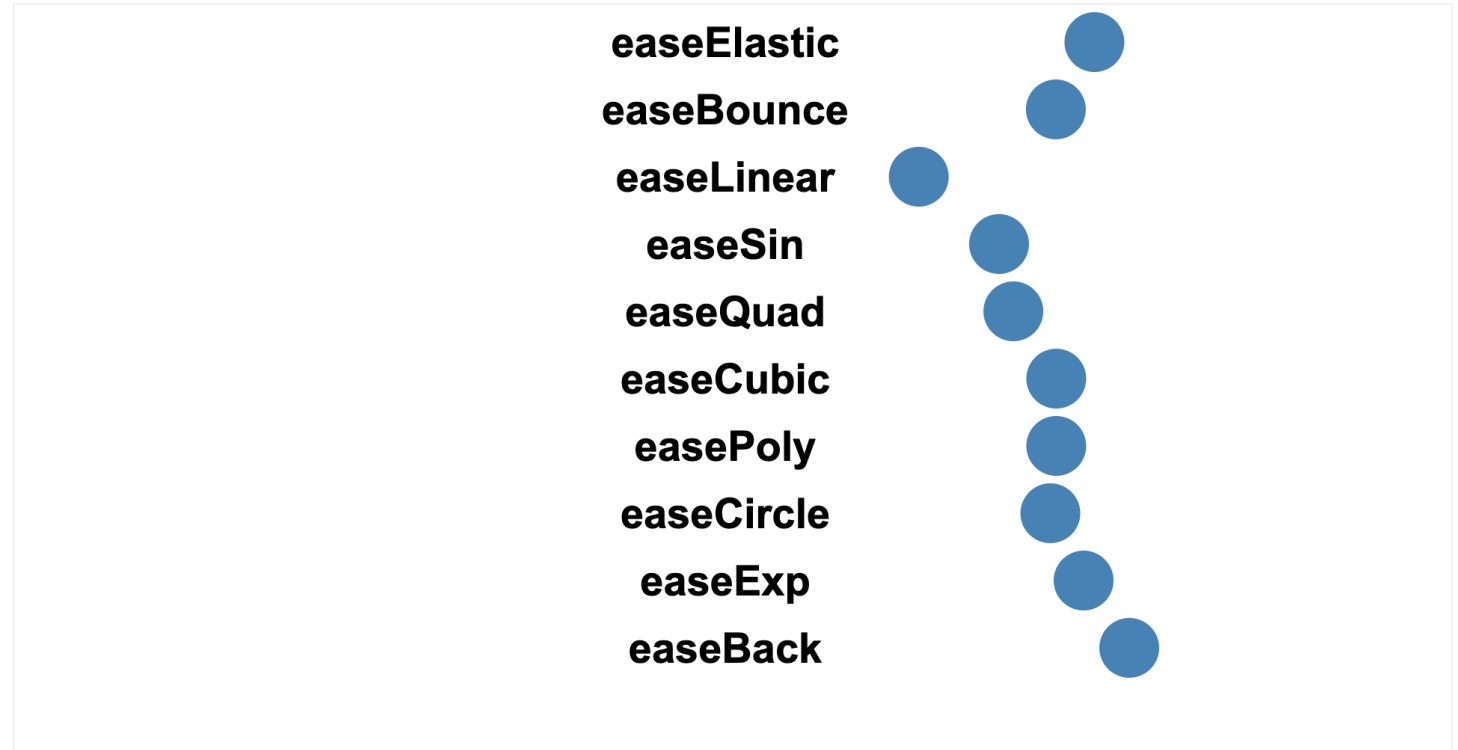 easeElastic
easeBounce
easeLinear
easeSin
easeQuad
easeCubic
easePoly
easeCircle
easeExp
easeBack